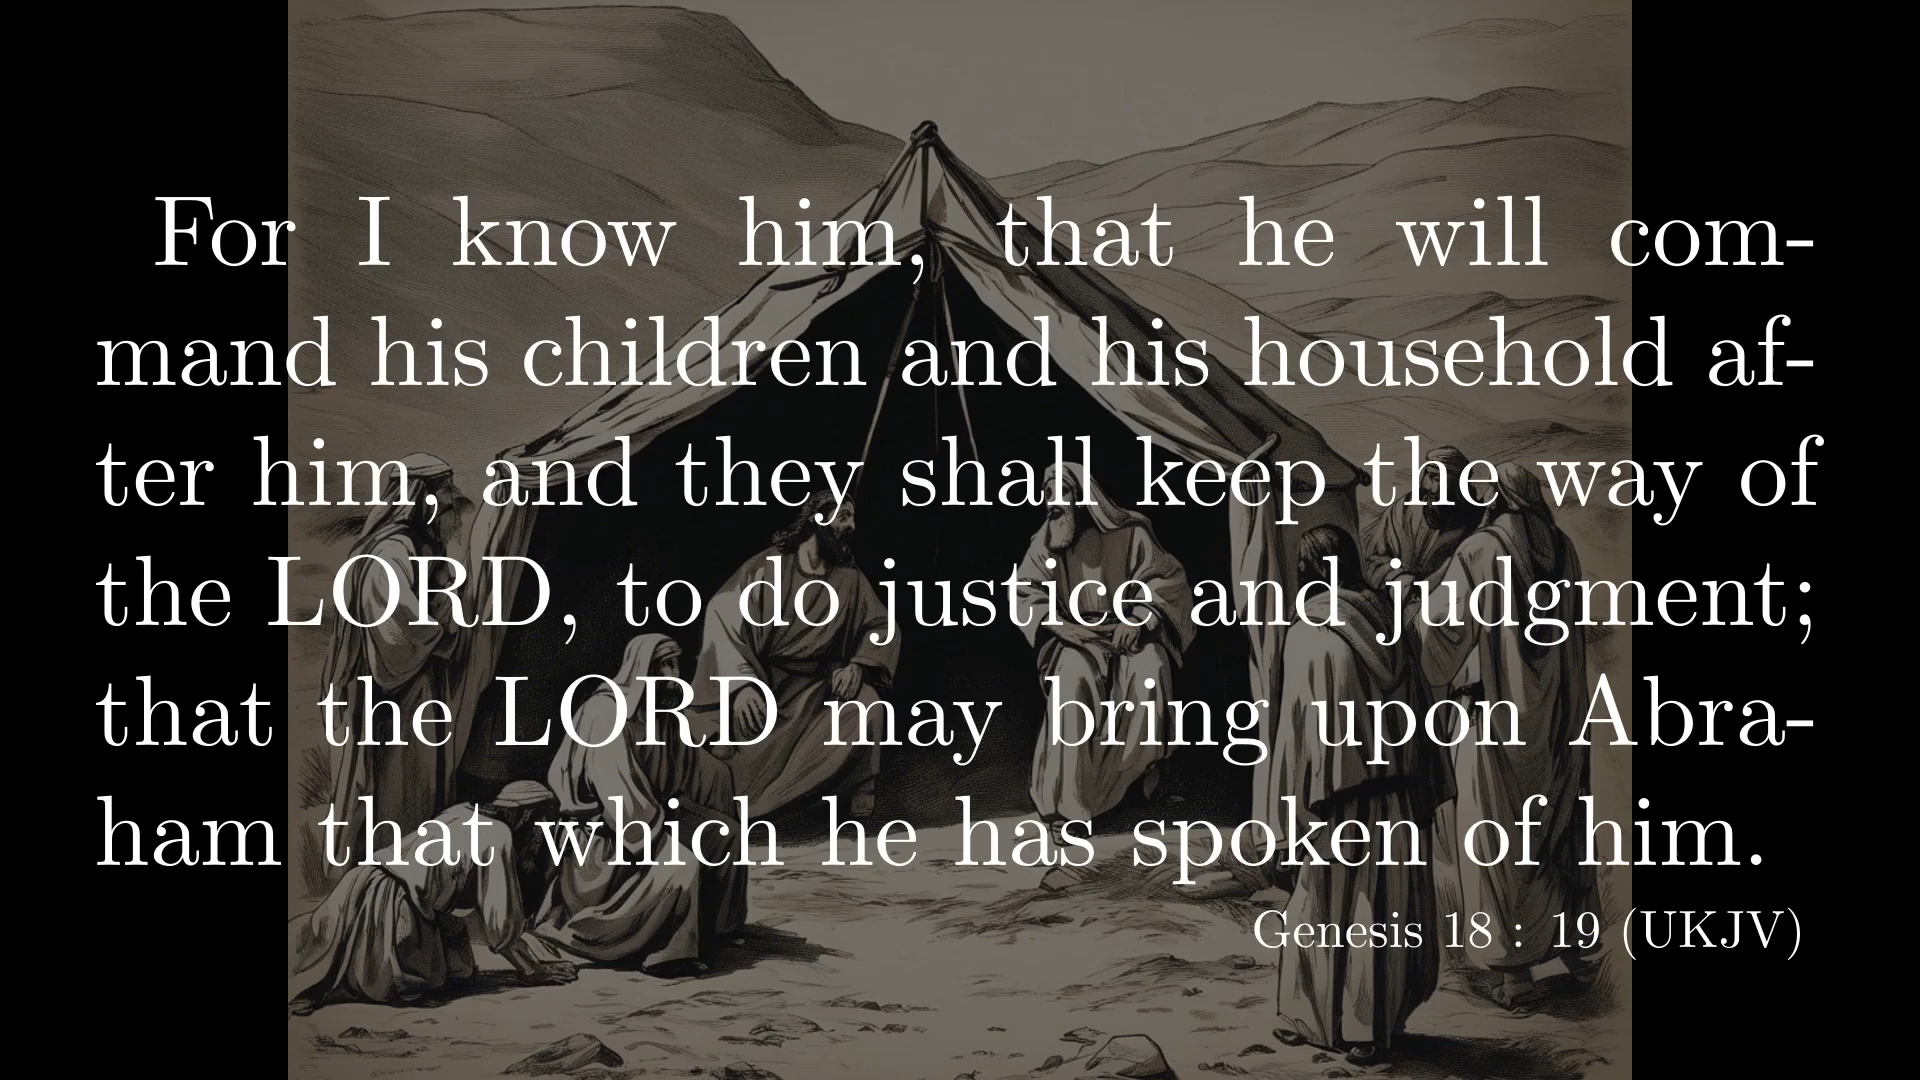 For I know him, that he will com-
mand his children and his household af-
ter him, and they shall keep the way of
the LORD, to do justice and judgment;
that the LORD may bring upon Abra-
ham that which he has spoken of him.
Genesis 18 : 19 (UKJV)